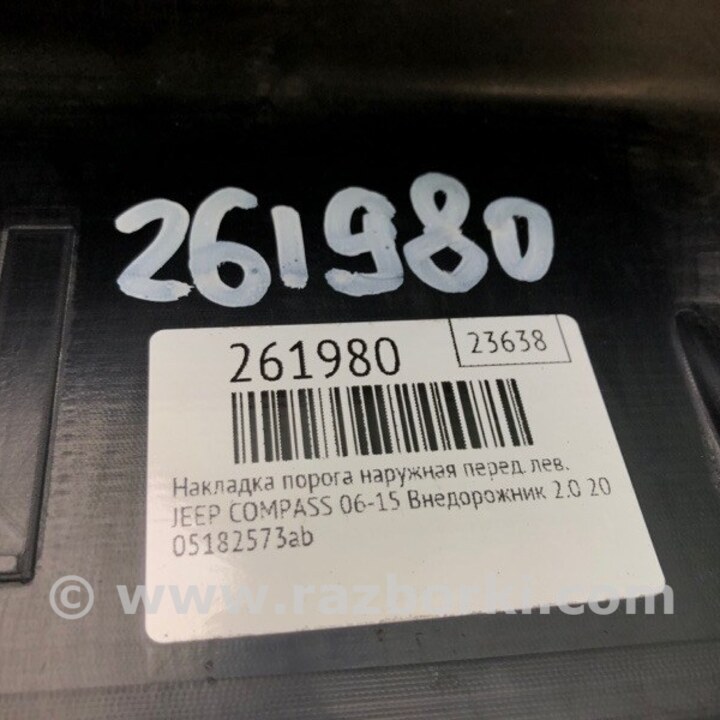 261980
261980
23638
Накладка порога наружная перед лев.
JEEP COMPASS 06-15 Внедорожник 2.0 20
05182573ab
© www.razborki.com